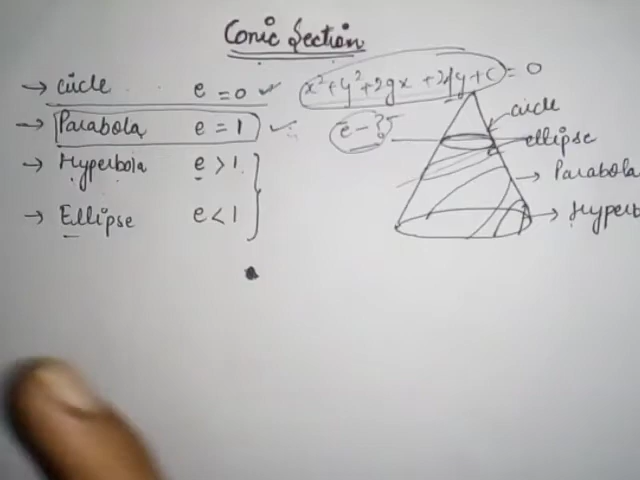 Conic Section
→ circle e = 0 ✓ x² + y² + 2gx + 2fy + c = 0
→ Parabola e = 1 ✓
→ Hyperbola e > 1
→ Ellipse e < 1
circle
ellipse
→ Parabola
→ Hyperb